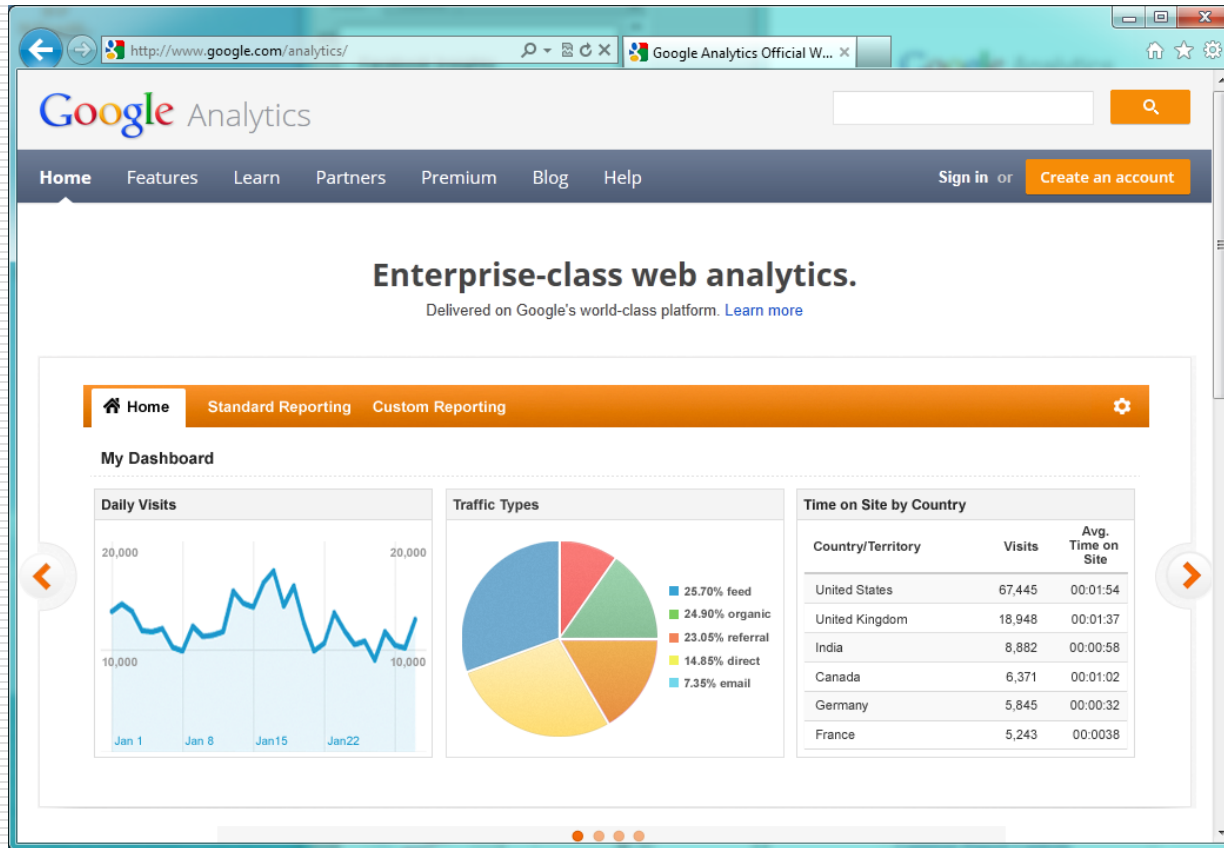 http://www.google.com/analytics/
Google Analytics Official W...
Google Analytics
Home Features Learn Partners Premium Blog Help Sign in or Create an account
Enterprise-class web analytics.
Delivered on Google's world-class platform. Learn more
Home Standard Reporting Custom Reporting
My Dashboard
Daily Visits
20,000 20,000
10,000 10,000
Jan 1 Jan 8 Jan15 Jan22
Traffic Types
25.70% feed
24.90% organic
23.05% referral
14.85% direct
7.35% email
Time on Site by Country
Country/Territory Visits Avg. Time on Site
United States 67,445 00:01:54
United Kingdom 18,948 00:01:37
India 8,882 00:00:58
Canada 6,371 00:01:02
Germany 5,845 00:00:32
France 5,243 00:0038